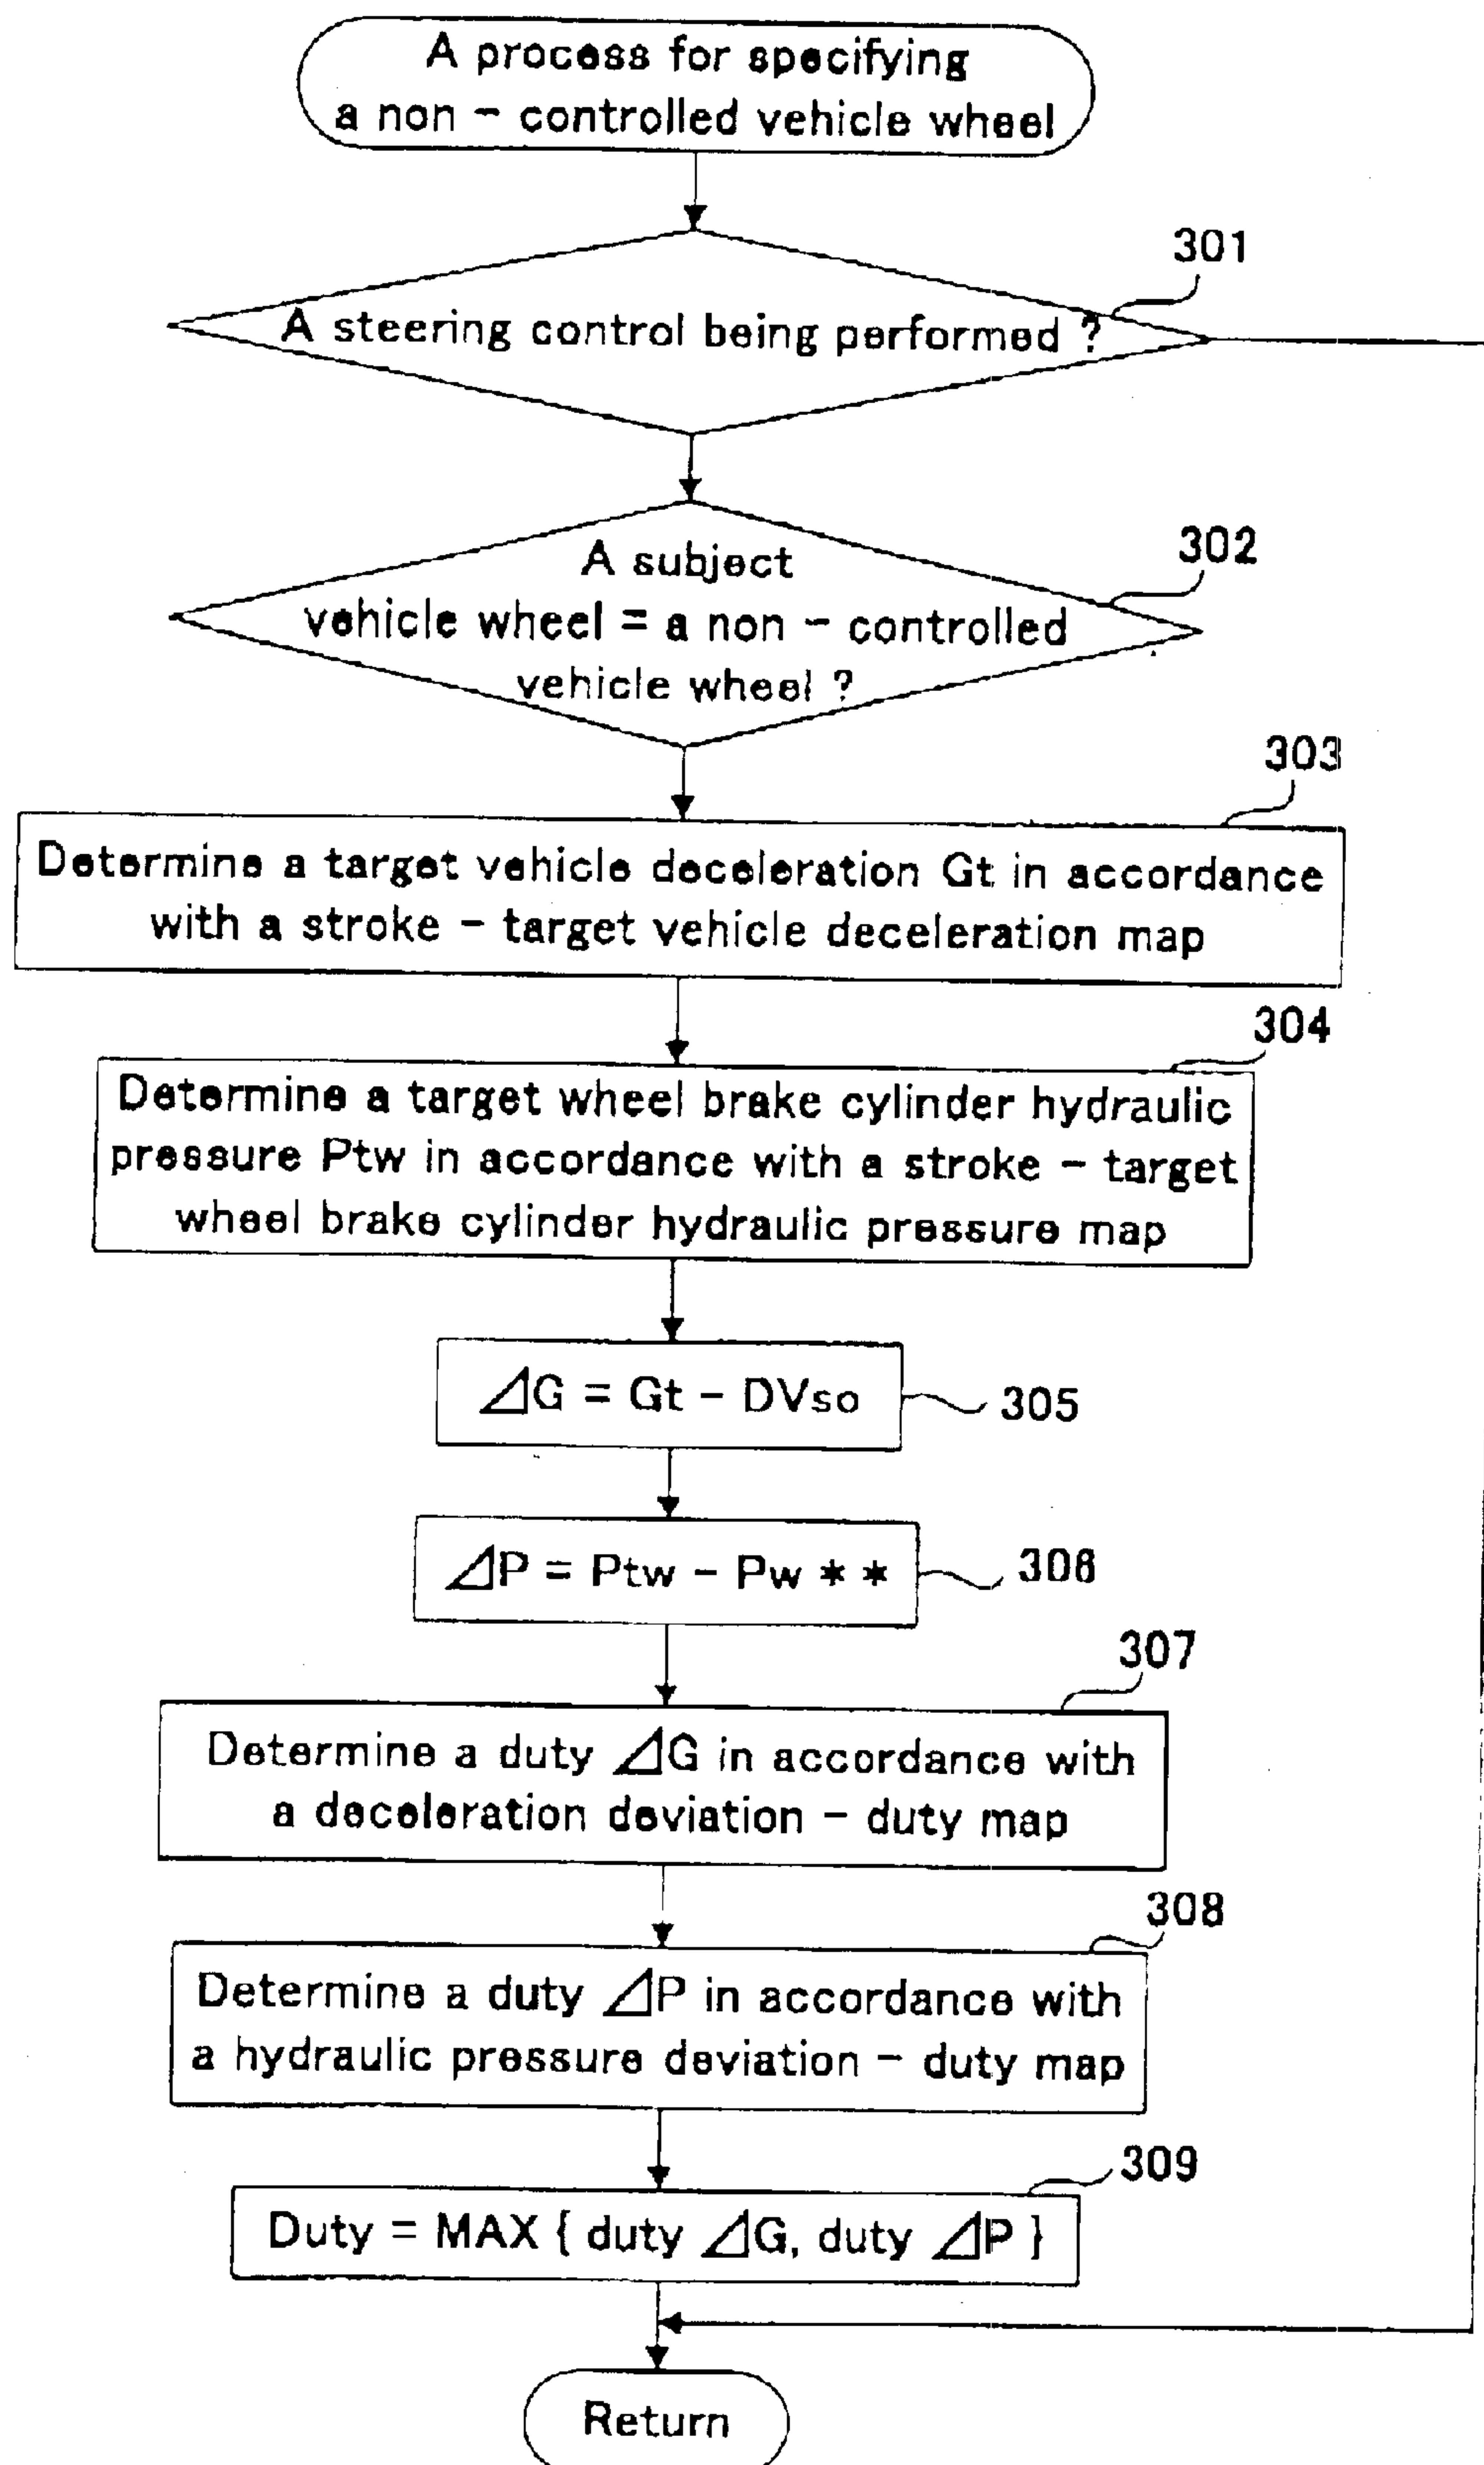 A process for specifying
a non - controlled vehicle wheel
301
A steering control being performed ?
302
A subject
vehicle wheel = a non - controlled
vehicle wheel ?
303
Determine a target vehicle deceleration Gt in accordance
with a stroke - target vehicle deceleration map
304
Determine a target wheel brake cylinder hydraulic
pressure Ptw in accordance with a stroke - target
wheel brake cylinder hydraulic pressure map
⊿G = Gt - DVso
305
⊿P = Ptw - Pw * *
306
307
Determine a duty ⊿G in accordance with
a deceleration deviation - duty map
308
Determine a duty ⊿P in accordance with
a hydraulic pressure deviation - duty map
309
Duty = MAX { duty ⊿G, duty ⊿P }
Return